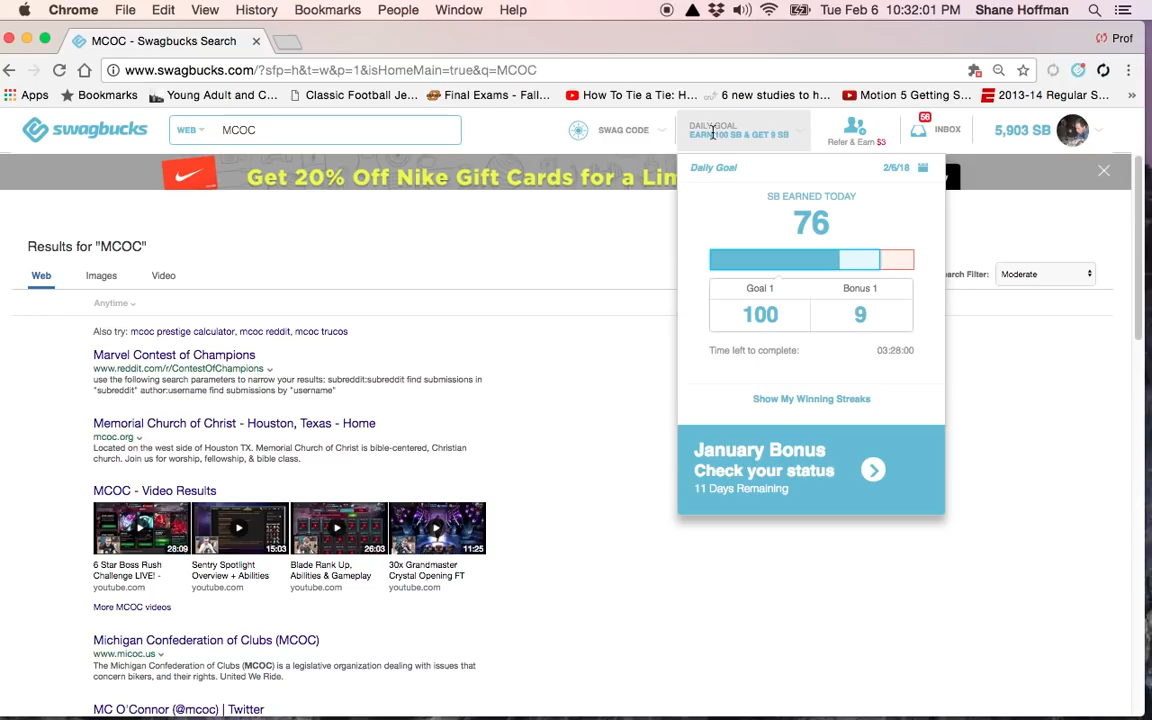 Chrome File Edit View History Bookmarks People Window Help Tue Feb 6 10:32:01 PM Shane Hoffman
MCOC - Swagbucks Search Prof
www.swagbucks.com/?sfp=h&t=w&p=1&isHomeMain=true&q=MCOC
Apps Bookmarks Young Adult and C... Classic Football Je... Final Exams - Fall... How To Tie a Tie: H... 6 new studies to h... Motion 5 Getting S... 2013-14 Regular S... »
swagbucks WEB MCOC SWAG CODE DAILY GOAL
EARN 100 SB & GET 9 SB
Refer & Earn $3
56
INBOX
5,903 SB
Get 20% Off Nike Gift Cards for a Lim
Daily Goal 2/6/18
SB EARNED TODAY
76
Goal 1 Bonus 1
100 9
Time left to complete: 03:28:00
Show My Winning Streaks
January Bonus
Check your status
11 Days Remaining
Results for "MCOC"
Web Images Video
arch Filter: Moderate
Anytime
Also try: mcoc prestige calculator, mcoc reddit, mcoc trucos
Marvel Contest of Champions
www.reddit.com/r/ContestOfChampions
use the following search parameters to narrow your results: subreddit:subreddit find submissions in
"subreddit" author:username find submissions by "username"
Memorial Church of Christ - Houston, Texas - Home
mcoc.org
Located on the west side of Houston TX. Memorial Church of Christ is bible-centered, Christian
church. Join us for worship, fellowship, & bible class.
MCOC - Video Results
28:09 15:03 26:03 11:25
6 Star Boss Rush Sentry Spotlight Blade Rank Up, 30x Grandmaster
Challenge LIVE! - Overview + Abilities Abilities & Gameplay Crystal Opening FT
youtube.com youtube.com youtube.com youtube.com
More MCOC videos
Michigan Confederation of Clubs (MCOC)
www.micoc.us
The Michigan Confederation of Clubs (MCOC) is a legislative organization dealing with issues that
concern bikers, and their rights. United We Ride.
MC O'Connor (@mcoc) | Twitter